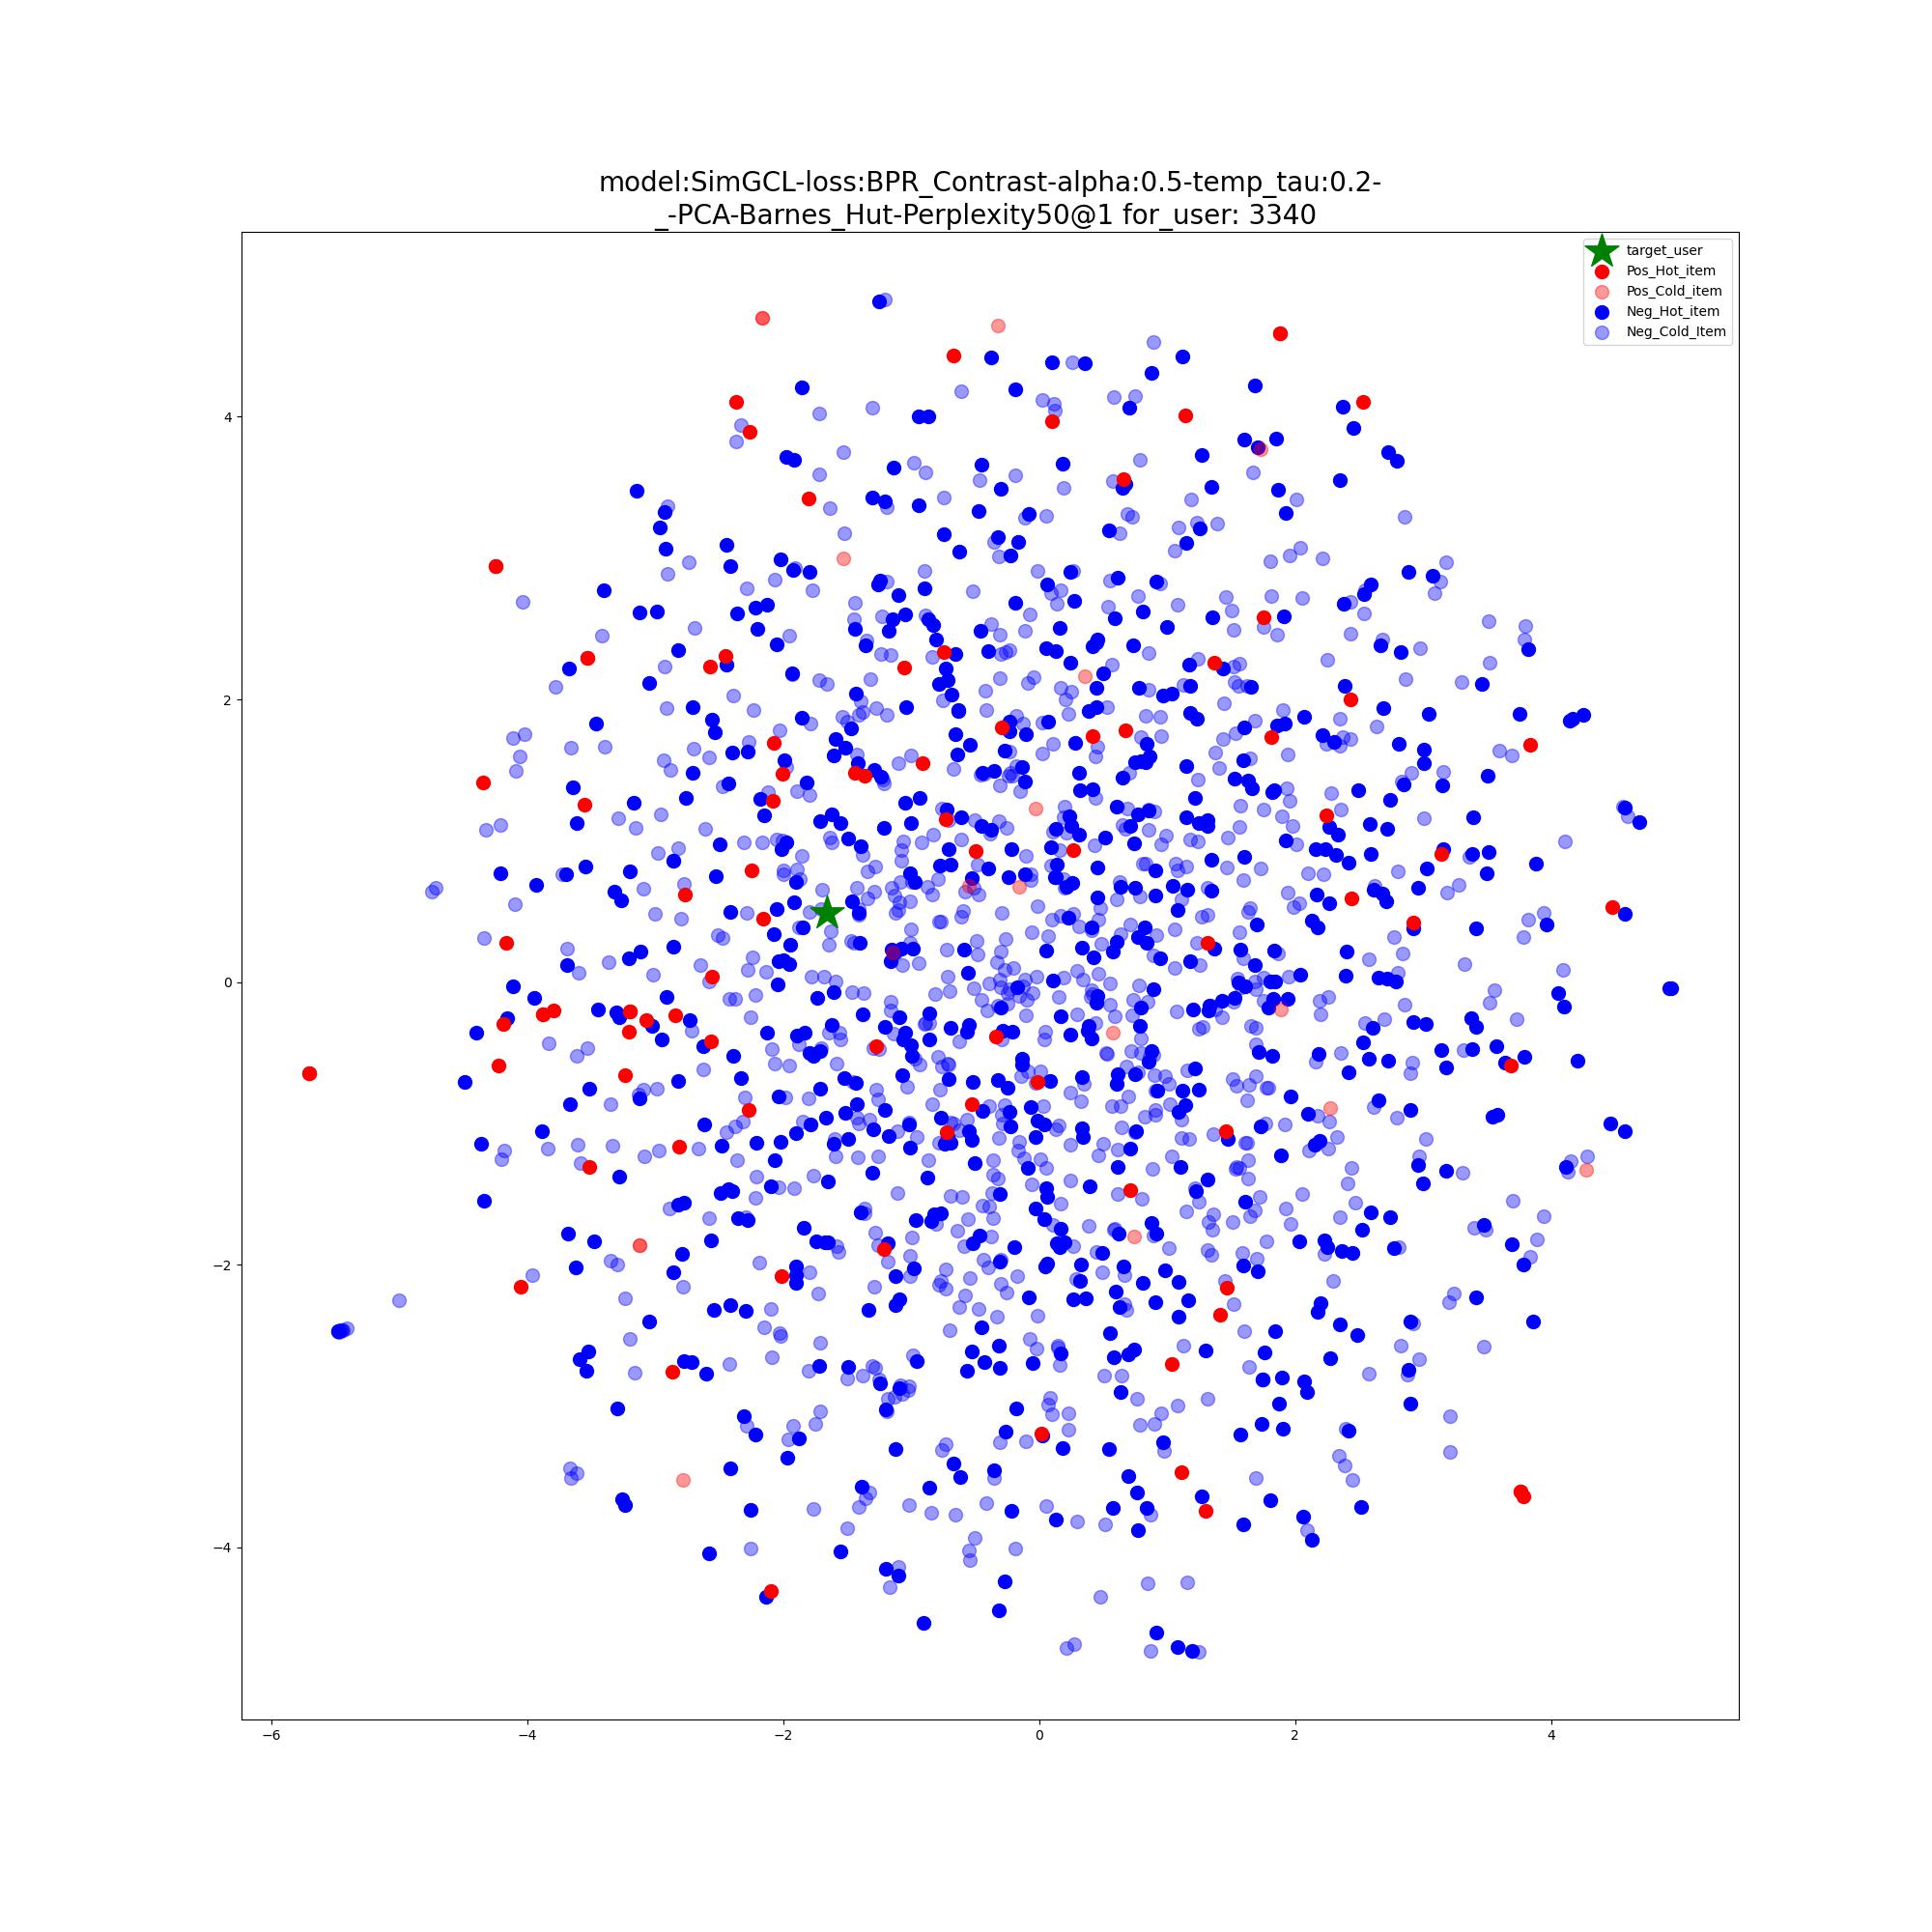 model:SimGCL-loss:BPR_Contrast-alpha:0.5-temp_tau:0.2-
_-PCA-Barnes_Hut-Perplexity50@1 for_user: 3340
target_user
Pos_Hot_item
Pos_Cold_item
Neg_Hot_item
Neg_Cold_Item
4
2
0
−2
−4
−6
−4
−2
0
2
4